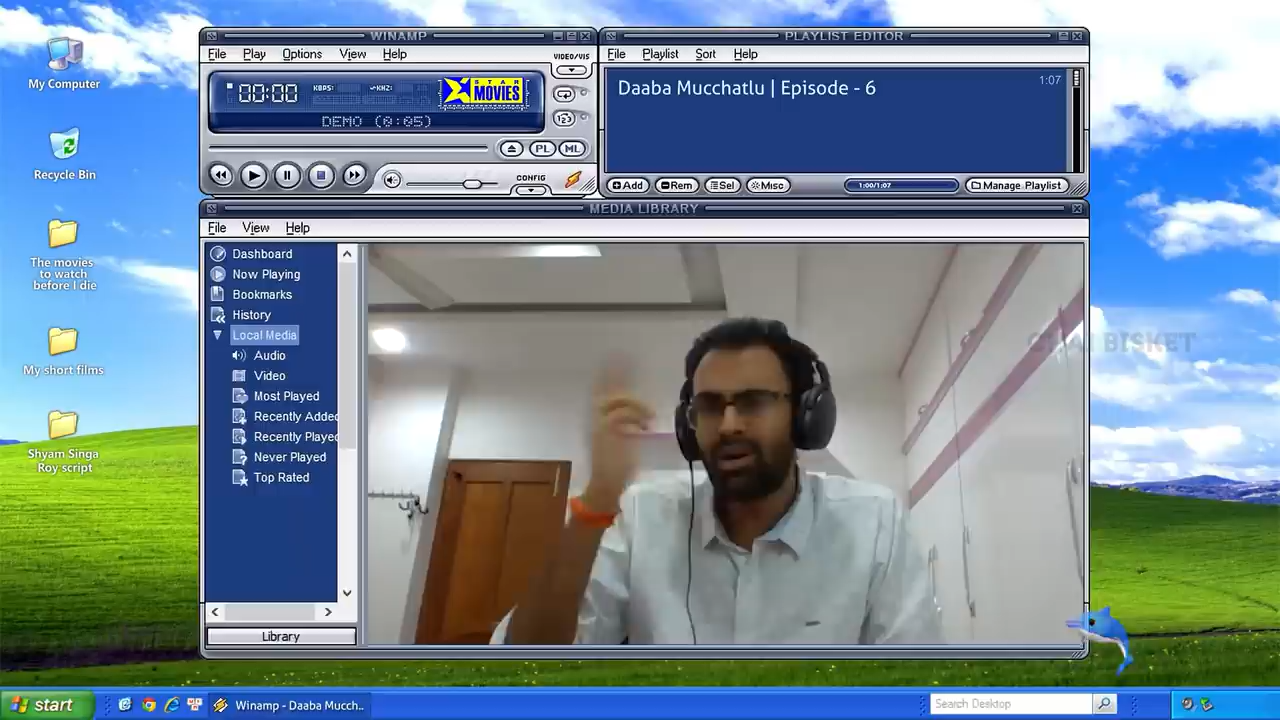 My Computer
Recycle Bin
The movies
to watch
before I die
My short films
Shyam Singa
Roy script
WINAMP
File Play Options View Help
VIDEO/VIS
00:00
KBPS:
KHZ:
STAR
MOVIES
DEMO (0:05)
123
PL
ML
CONFIG
PLAYLIST EDITOR
File Playlist Sort Help
Daaba Mucchatlu | Episode - 6
1:07
Add
Rem
Sel
Misc
1:00/1:07
Manage Playlist
MEDIA LIBRARY
File View Help
Dashboard
Now Playing
Bookmarks
History
Local Media
Audio
Video
Most Played
Recently Added
Recently Playe
Never Played
Top Rated
Library
CHAI BISKET
start
Winamp - Daaba Mucch..
Search Desktop